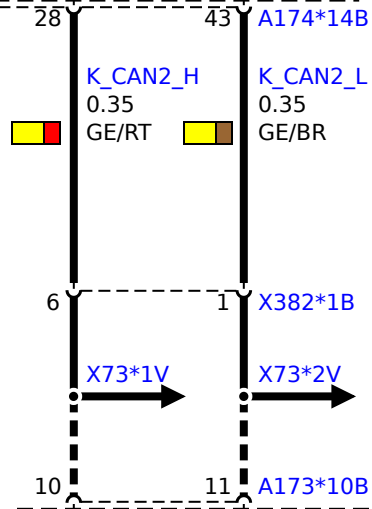 28 43 A174*14B
K_CAN2_H K_CAN2_L
0.35 0.35
GE/RT GE/BR
6 1 X382*1B
X73*1V X73*2V
10 11 A173*10B